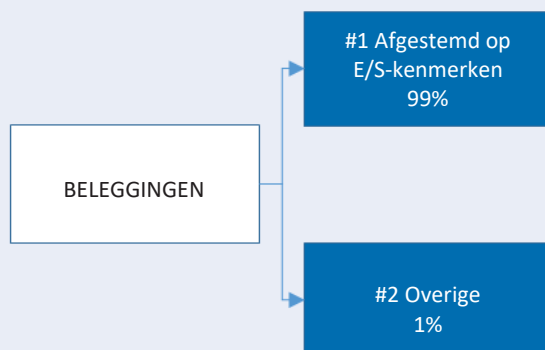 #1 Afgestemd op
E/S-kenmerken
99%
BELEGGINGEN
#2 Overige
1%